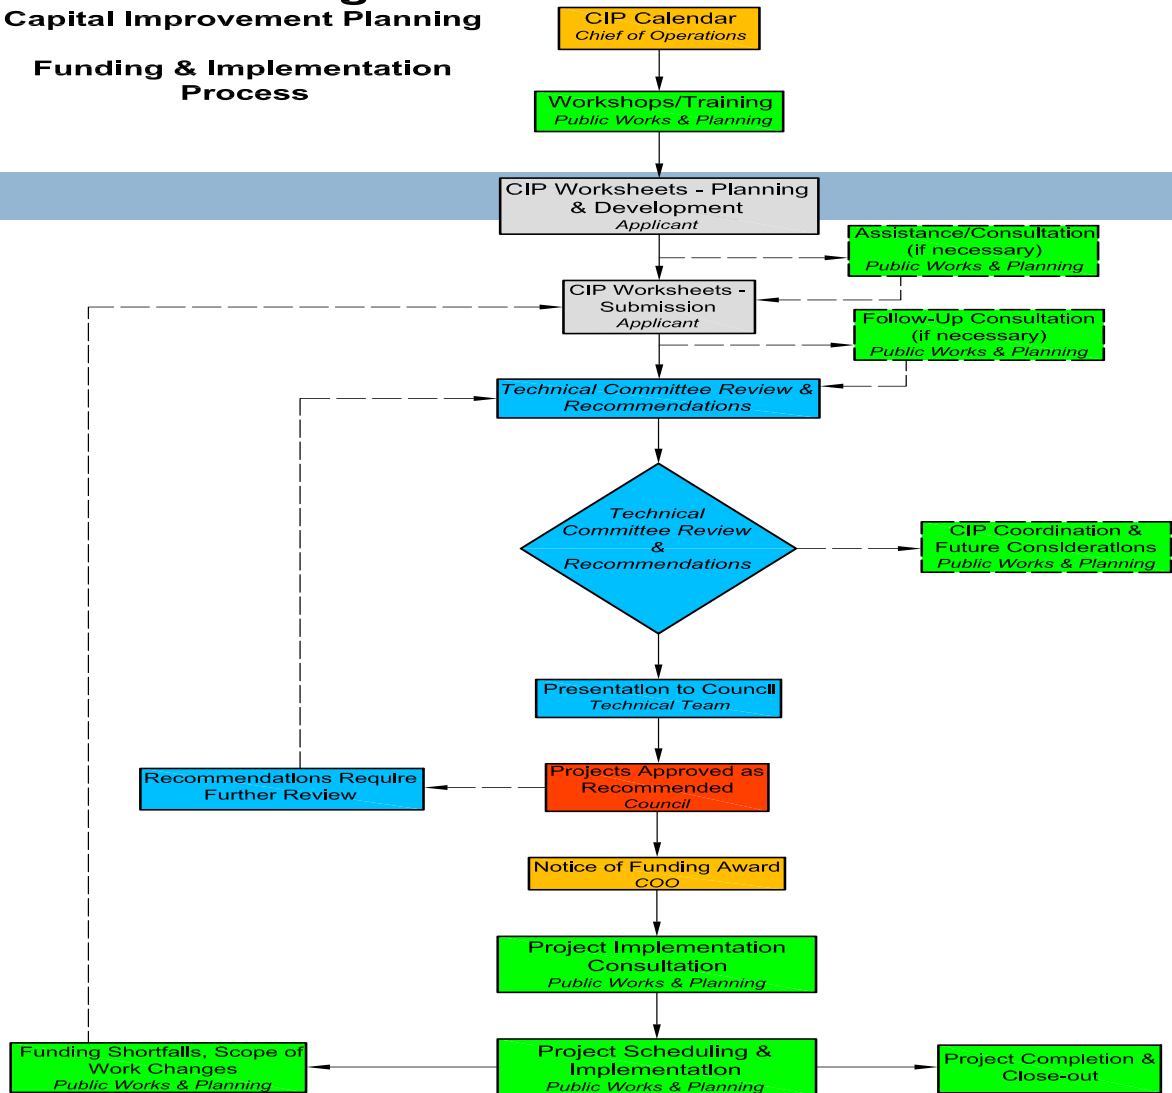 Capital Improvement Planning
Funding & Implementation
Process
CIP Calendar
Chief of Operations
Workshops/Training
Public Works & Planning
CIP Worksheets - Planning
& Development
Applicant
Assistance/Consultation
(if necessary)
Public Works & Planning
CIP Worksheets -
Submission
Applicant
Follow-Up Consultation
(if necessary)
Public Works & Planning
Technical Committee Review &
Recommendations
Technical
Committee Review
&
Recommendations
CIP Coordination &
Future Considerations
Public Works & Planning
Presentation to Council
Technical Team
Projects Approved as
Recommended
Council
Recommendations Require
Further Review
Notice of Funding Award
COO
Project Implementation
Consultation
Public Works & Planning
Funding Shortfalls, Scope of
Work Changes
Public Works & Planning
Project Scheduling &
Implementation
Public Works & Planning
Project Completion &
Close-out